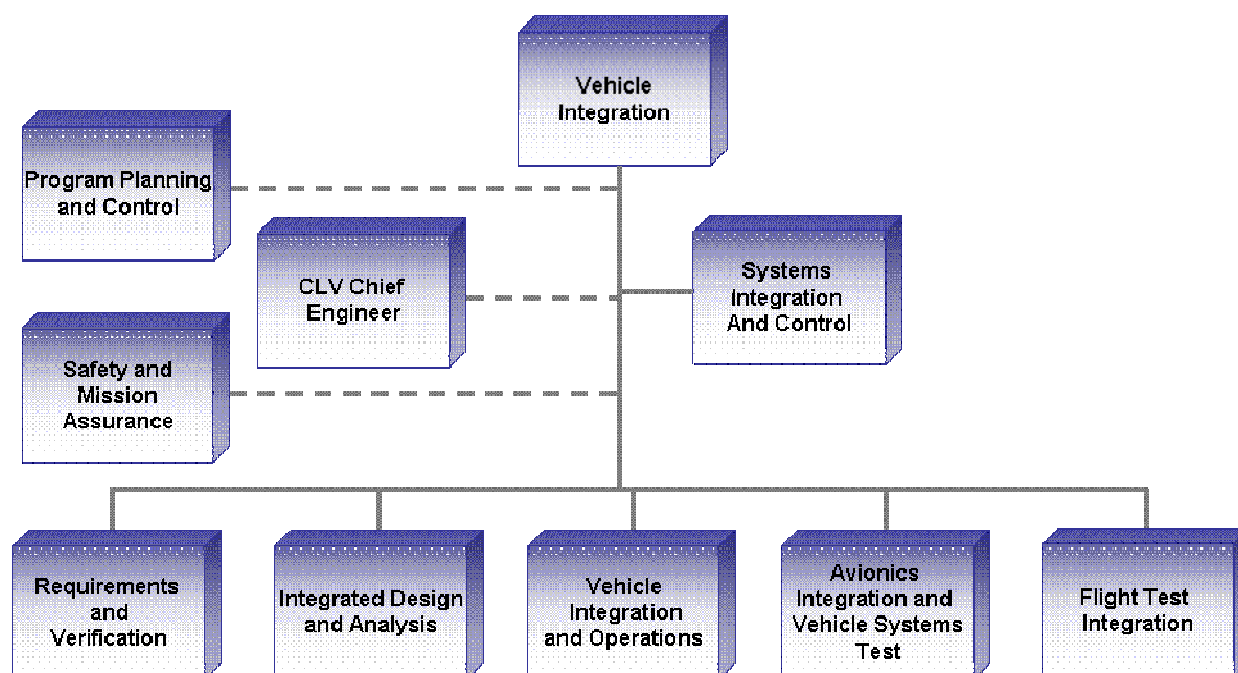 Vehicle
Integration
Program Planning
and Control
CLV Chief
Engineer
Systems
Integration
And Control
Safety and
Mission
Assurance
Requirements
and
Verification
Integrated Design
and Analysis
Vehicle
Integration
and Operations
Avionics
Integration and
Vehicle Systems
Test
Flight Test
Integration